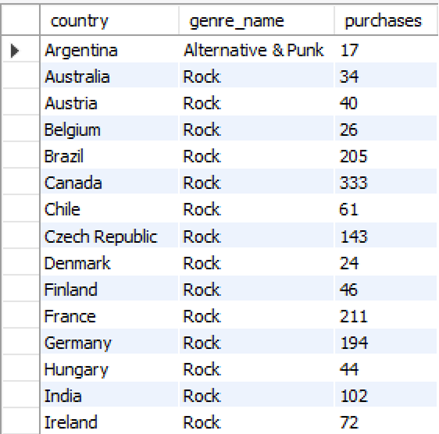 country genre_name purchases
Argentina Alternative & Punk 17
Australia Rock 34
Austria Rock 40
Belgium Rock 26
Brazil Rock 205
Canada Rock 333
Chile Rock 61
Czech Republic Rock 143
Denmark Rock 24
Finland Rock 46
France Rock 211
Germany Rock 194
Hungary Rock 44
India Rock 102
Ireland Rock 72